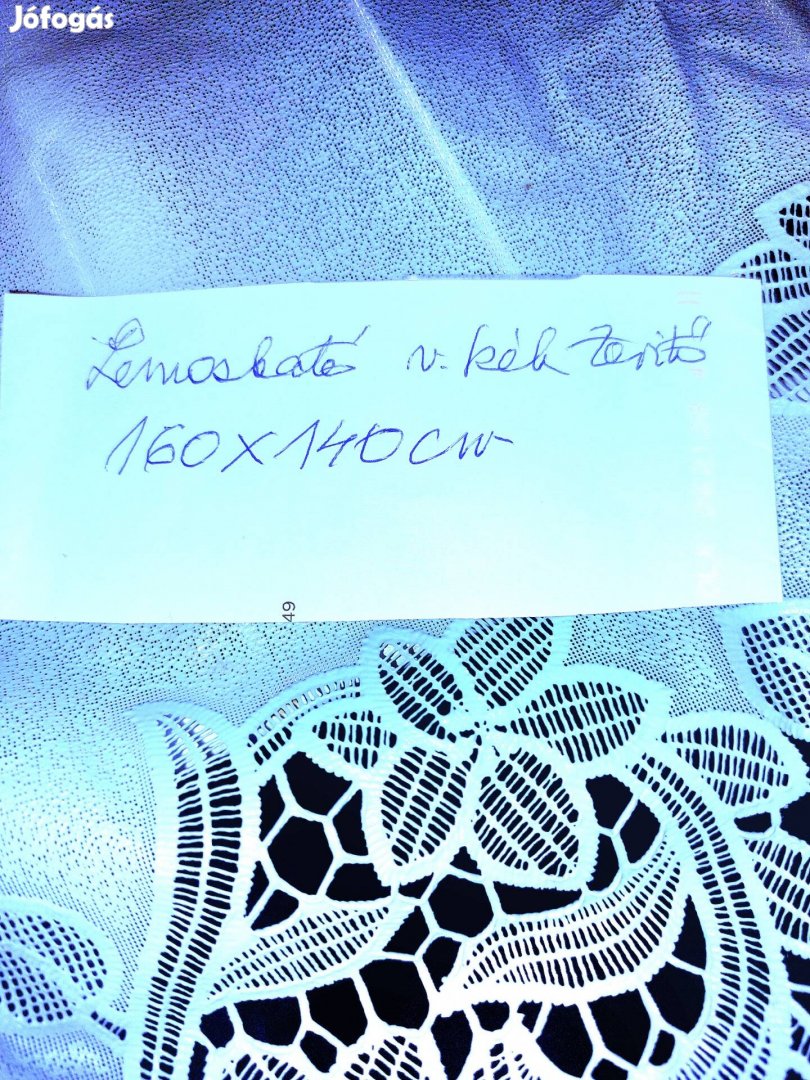 Jófogás
Lemosható v. kék terítő
160x140cm
49